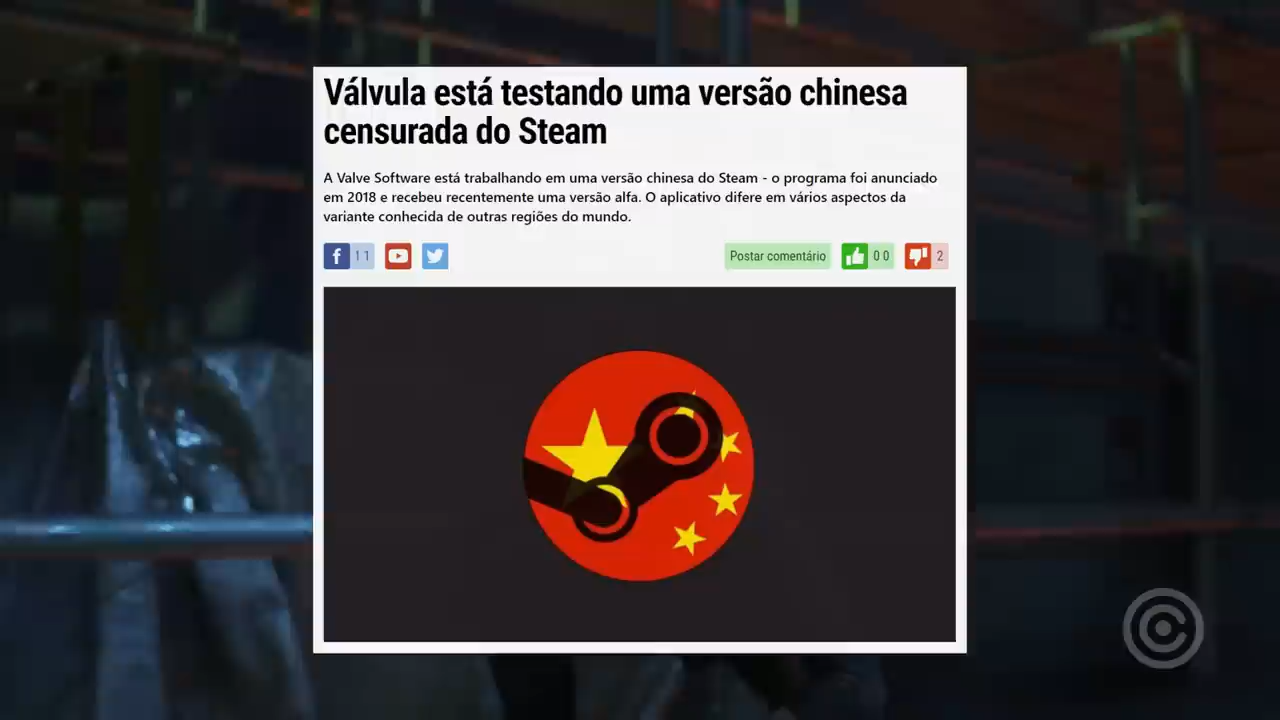 Válvula está testando uma versão chinesa
censurada do Steam
A Valve Software está trabalhando em uma versão chinesa do Steam - o programa foi anunciado
em 2018 e recebeu recentemente uma versão alfa. O aplicativo difere em vários aspectos da
variante conhecida de outras regiões do mundo.
f 11 Postar comentário 00 2